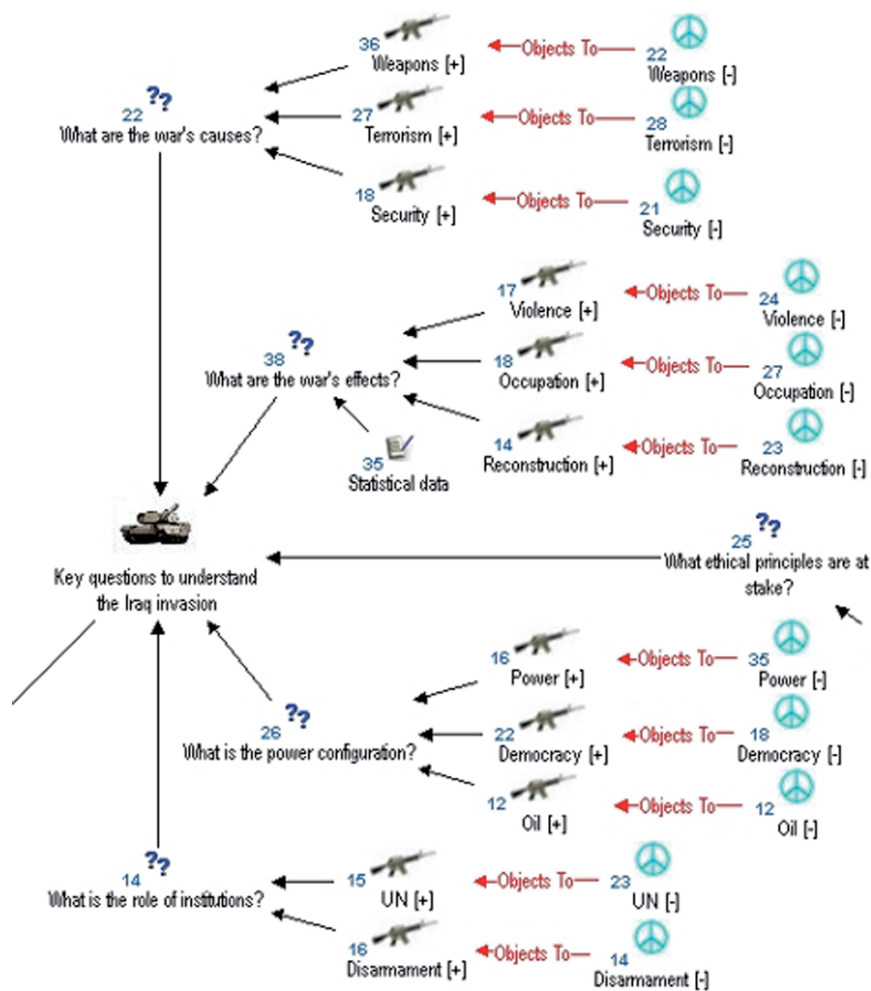 36
Weapons [+]
Objects To
22
Weapons [-]
??
22
What are the war's causes?
27
Terrorism [+]
Objects To
28
Terrorism [-]
18
Security [+]
Objects To
21
Security [-]
17
Violence [+]
Objects To
24
Violence [-]
??
38
What are the war's effects?
18
Occupation [+]
Objects To
27
Occupation [-]
14
Reconstruction [+]
Objects To
23
Reconstruction [-]
35
Statistical data
??
25
What ethical principles are at
stake?
Key questions to understand
the Iraq invasion
16
Power [+]
Objects To
35
Power [-]
??
26
What is the power configuration?
22
Democracy [+]
Objects To
18
Democracy [-]
12
Oil [+]
Objects To
12
Oil [-]
??
14
What is the role of institutions?
15
UN [+]
Objects To
23
UN [-]
16
Disarmament [+]
Objects To
14
Disarmament [-]